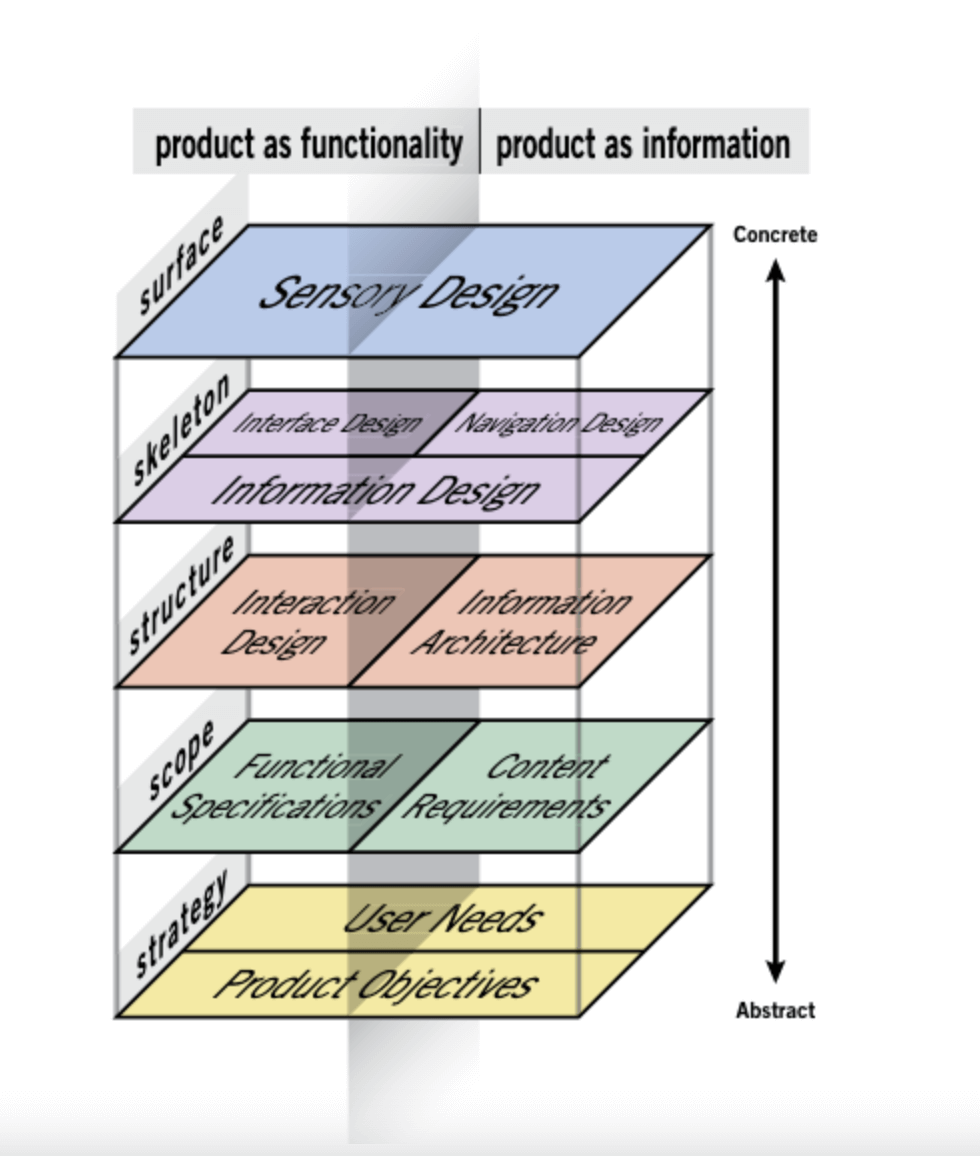 product as functionality
product as information
surface
Concrete
Sensory Design
skeleton
Interface Design
Navigation Design
Information Design
structure
Interaction
Design
Information
Architecture
scope
Functional
Specifications
Content
Requirements
strategy
User Needs
Product Objectives
Abstract